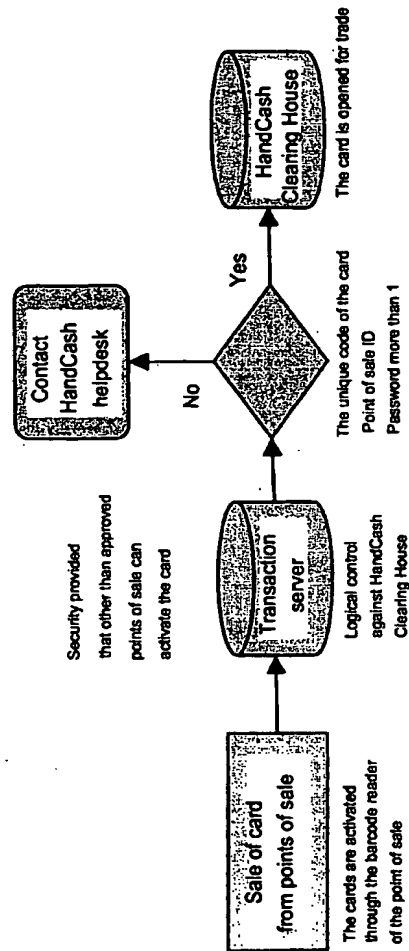 Security provided
that other than approved
points of sale can
activate the card
Contact
HandCash
helpdesk
No
Yes
Sale of card
from points of sale
Transaction
server
HandCash
Clearing House
The cards are activated
through the barcode reader
of the point of sale
Logical control
against HandCash
Clearing House
The unique code of the card
Point of sale ID
Password more than 1
The card is opened for trade